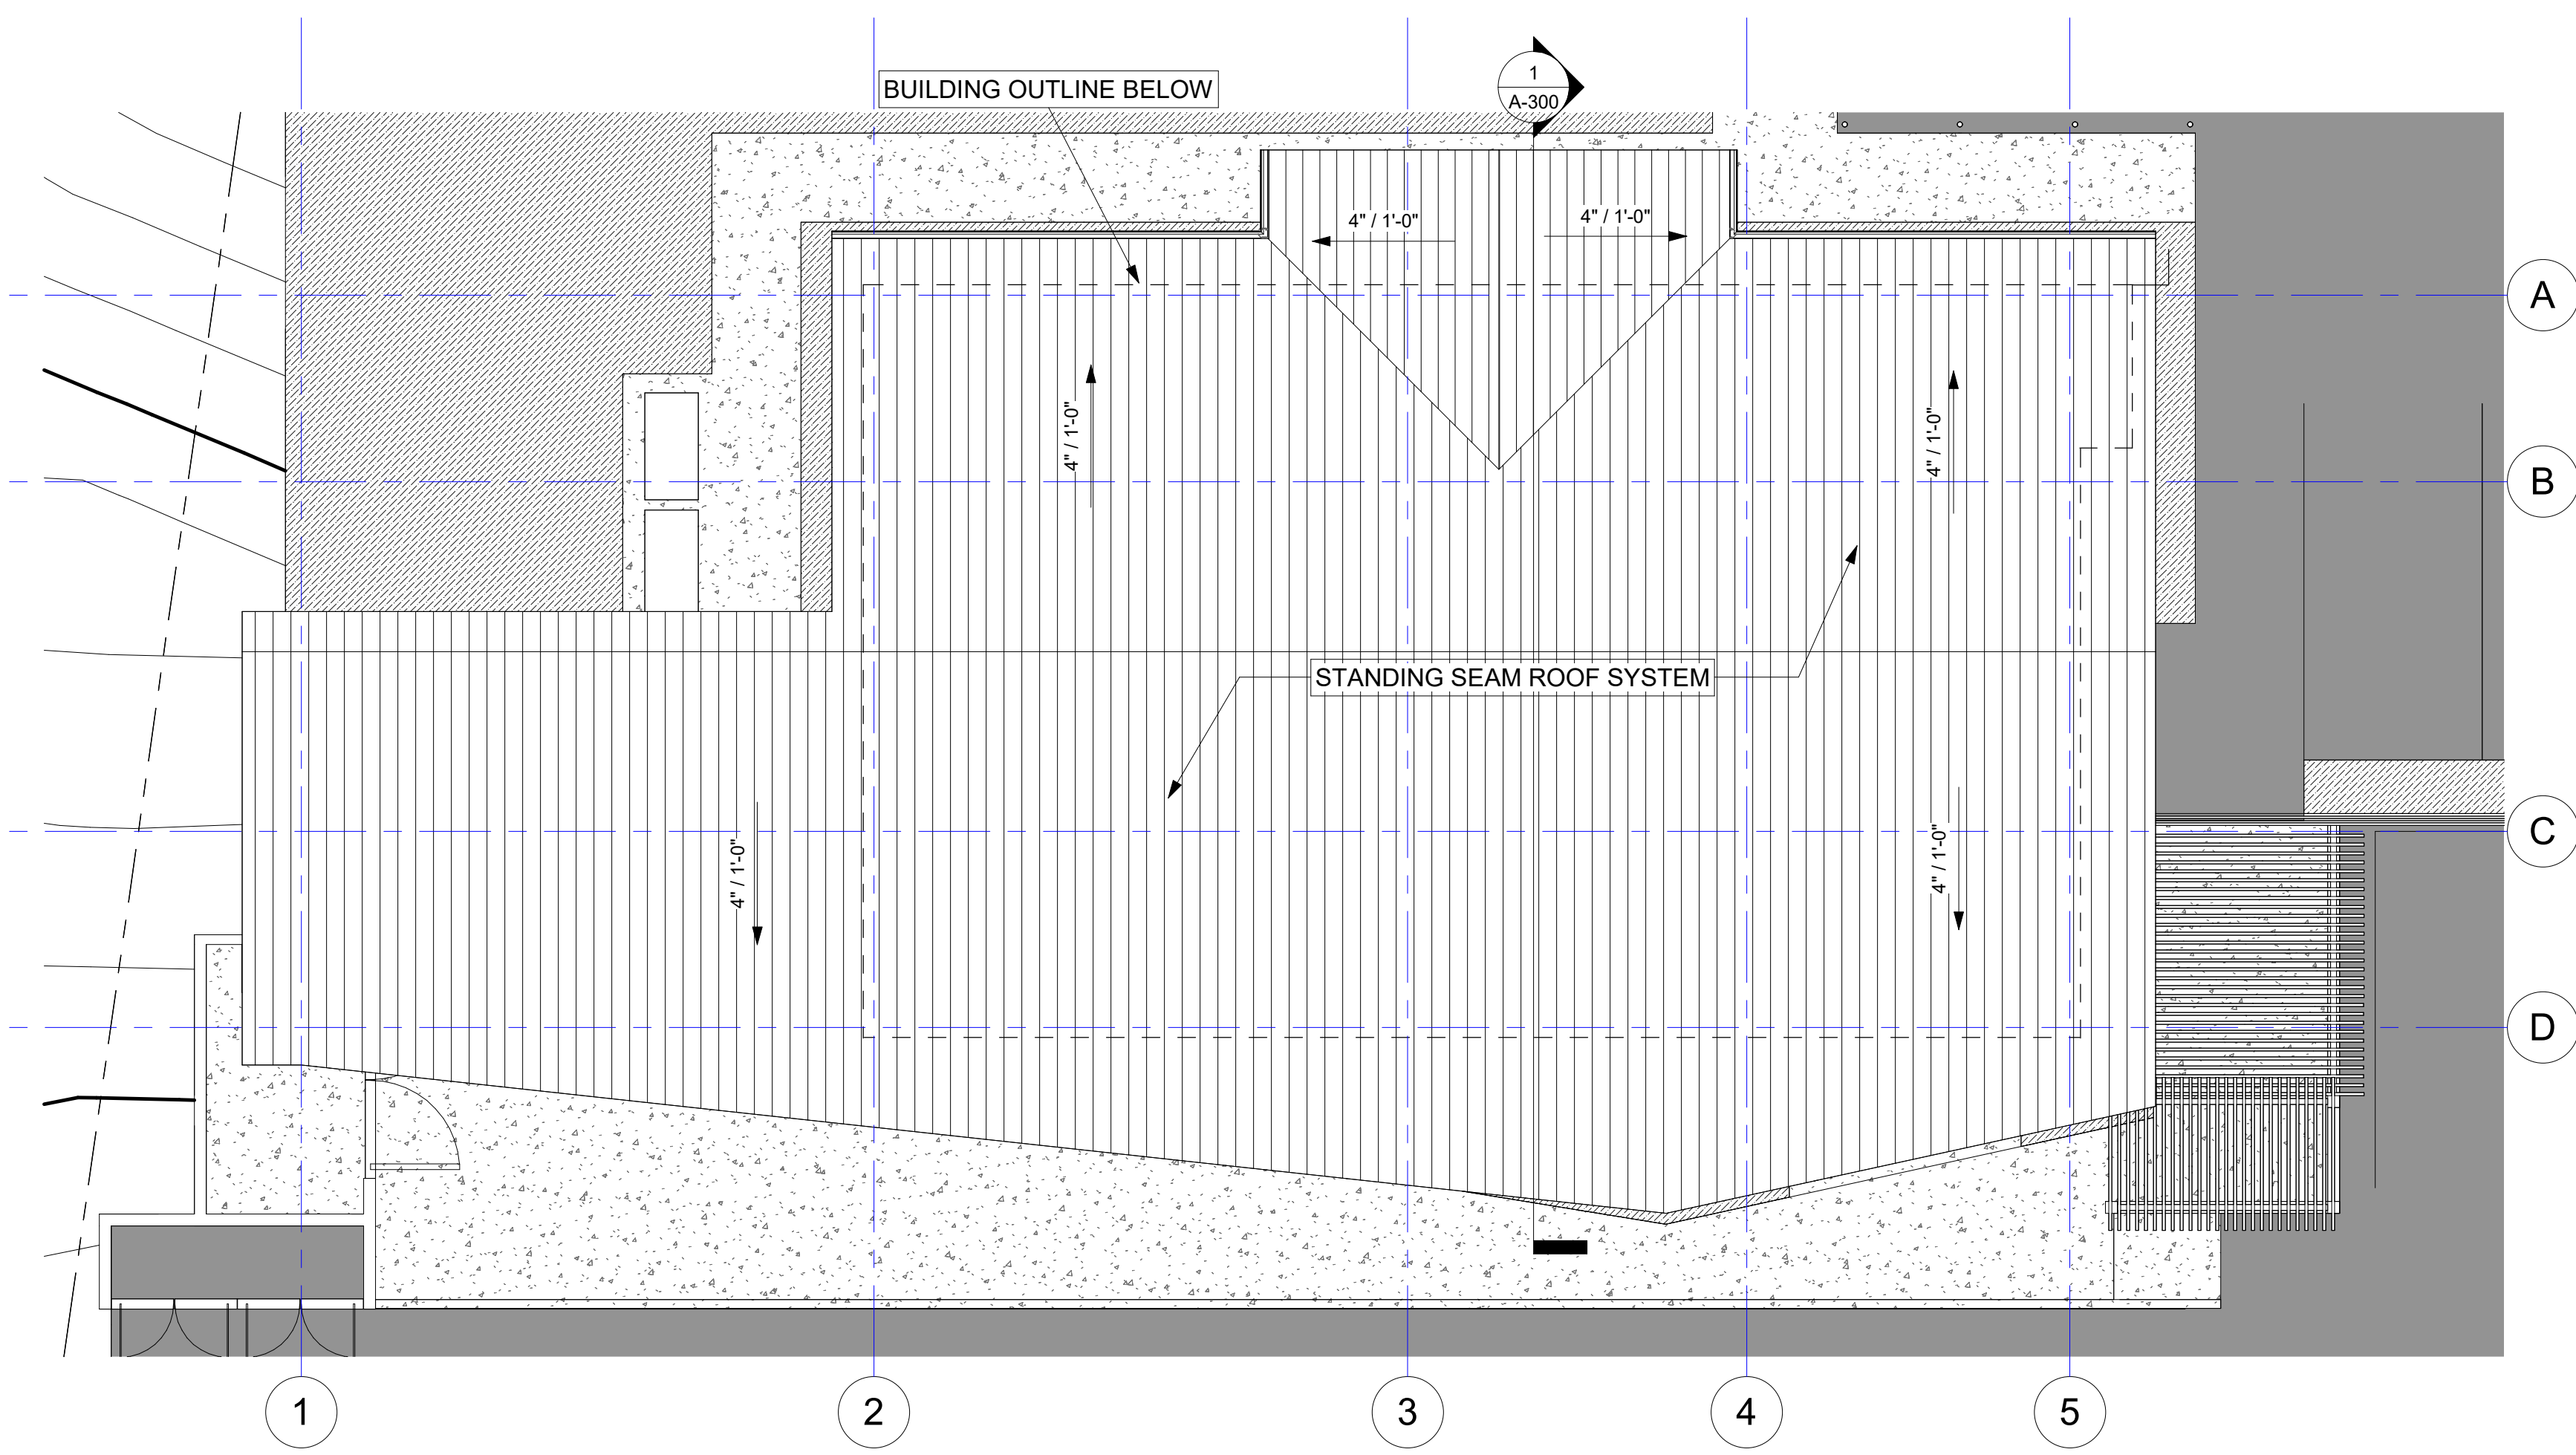 BUILDING OUTLINE BELOW
1
A-300
4" / 1'-0"
4" / 1'-0"
A
4" / 1'-0"
4" / 1'-0"
B
STANDING SEAM ROOF SYSTEM
4" / 1'-0"
4" / 1'-0"
C
D
1
2
3
4
5